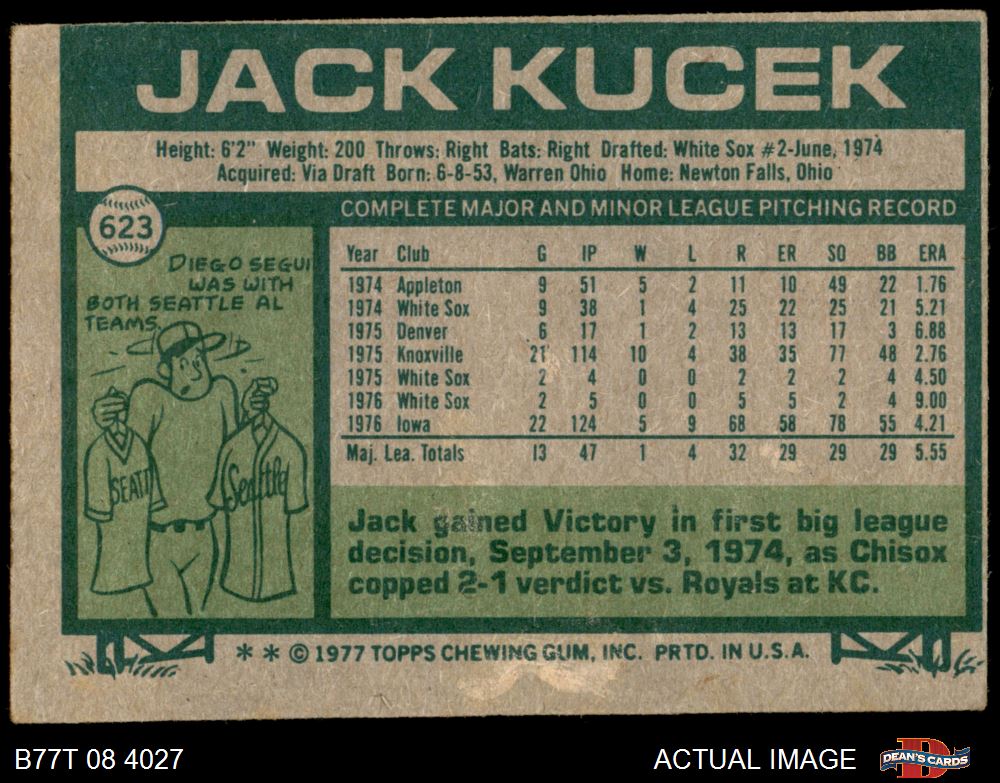 JACK KUCEK
Height: 6'2" Weight: 200 Throws: Right Bats: Right Drafted: White Sox #2-June, 1974
Acquired: Via Draft Born: 6-8-53, Warren Ohio Home: Newton Falls, Ohio
623
COMPLETE MAJOR AND MINOR LEAGUE PITCHING RECORD
DIEGO SEGUI
WAS WITH
BOTH SEATTLE AL
TEAMS.
SEATT
Seattle
Year Club G IP W L R ER SO BB ERA
1974 Appleton 9 51 5 2 11 10 49 22 1.76
1974 White Sox 9 38 1 4 25 22 25 21 5.21
1975 Denver 6 17 1 2 13 13 17 3 6.88
1975 Knoxville 21 114 10 4 38 35 77 48 2.76
1975 White Sox 2 4 0 0 2 2 2 4 4.50
1976 White Sox 2 5 0 0 5 5 2 4 9.00
1976 Iowa 22 124 5 9 68 58 78 55 4.21
Maj. Lea. Totals 13 47 1 4 32 29 29 29 5.55
Jack gained Victory in first big league
decision, September 3, 1974, as Chisox
copped 2-1 verdict vs. Royals at KC.
* * © 1977 TOPPS CHEWING GUM, INC. PRTD. IN U.S.A.
B77T 08 4027
ACTUAL IMAGE
DEAN'S CARDS